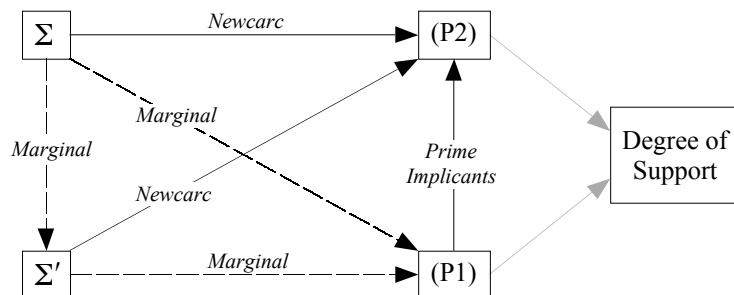 Σ
Newcarc
(P2)
Marginal
Marginal
Prime
Implicants
Degree of
Support
Newcarc
Σ′
Marginal
(P1)